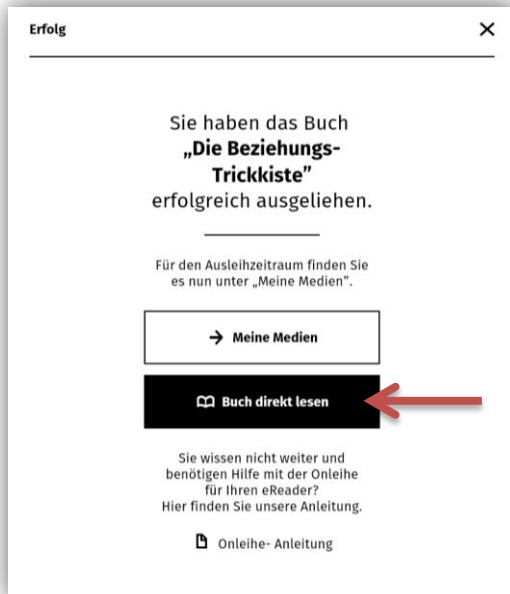 Erfolg
Sie haben das Buch
„Die Beziehungs-
Trickkiste”
erfolgreich ausgeliehen.
Für den Ausleihzeitraum finden Sie
es nun unter „Meine Medien”.
Meine Medien
Buch direkt lesen
Sie wissen nicht weiter und
benötigen Hilfe mit der Onleihe
für Ihren eReader?
Hier finden Sie unsere Anleitung.
Onleihe- Anleitung